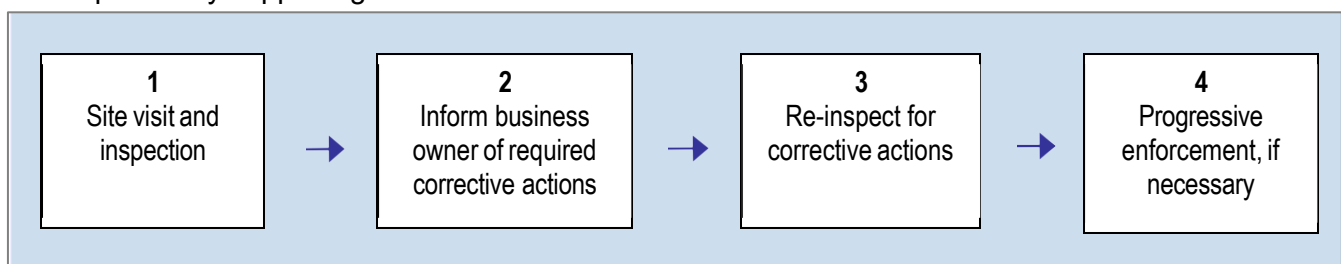 1
Site visit and
inspection
2
Inform business
owner of required
corrective actions
3
Re-inspect for
corrective actions
4
Progressive
enforcement, if
necessary